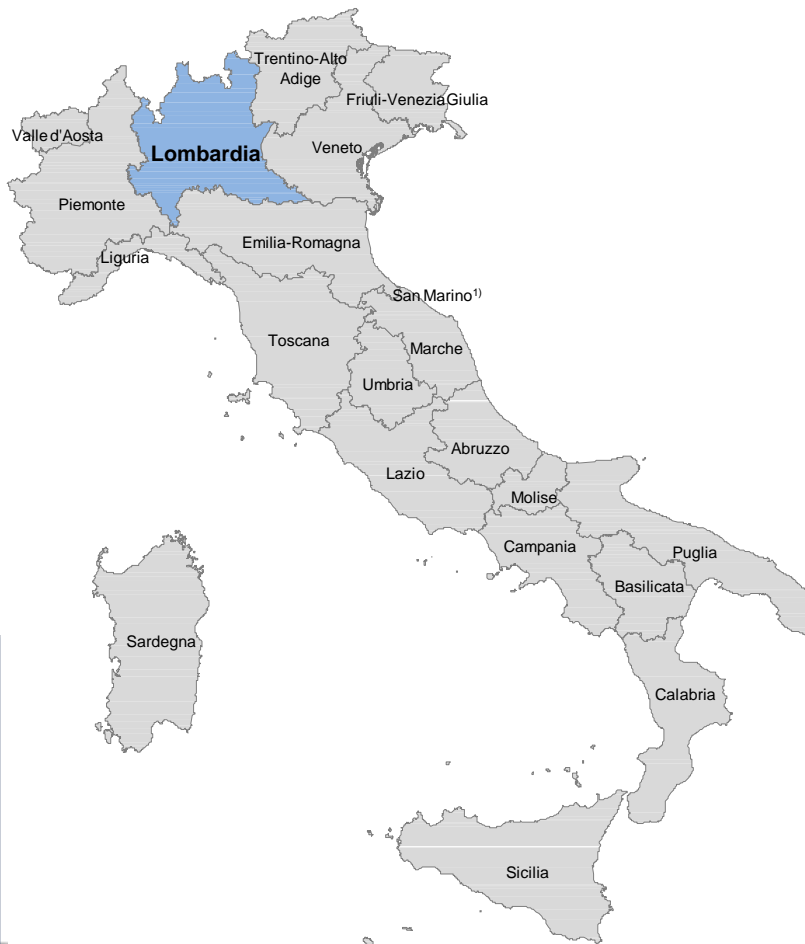 Trentino-Alto
Adige
Friuli-Venezia Giulia
Valle d'Aosta
Lombardia
Veneto
Piemonte
Emilia-Romagna
Liguria
San Marino¹⁾
Toscana
Marche
Umbria
Abruzzo
Lazio
Molise
Campania
Puglia
Basilicata
Sardegna
Calabria
Sicilia